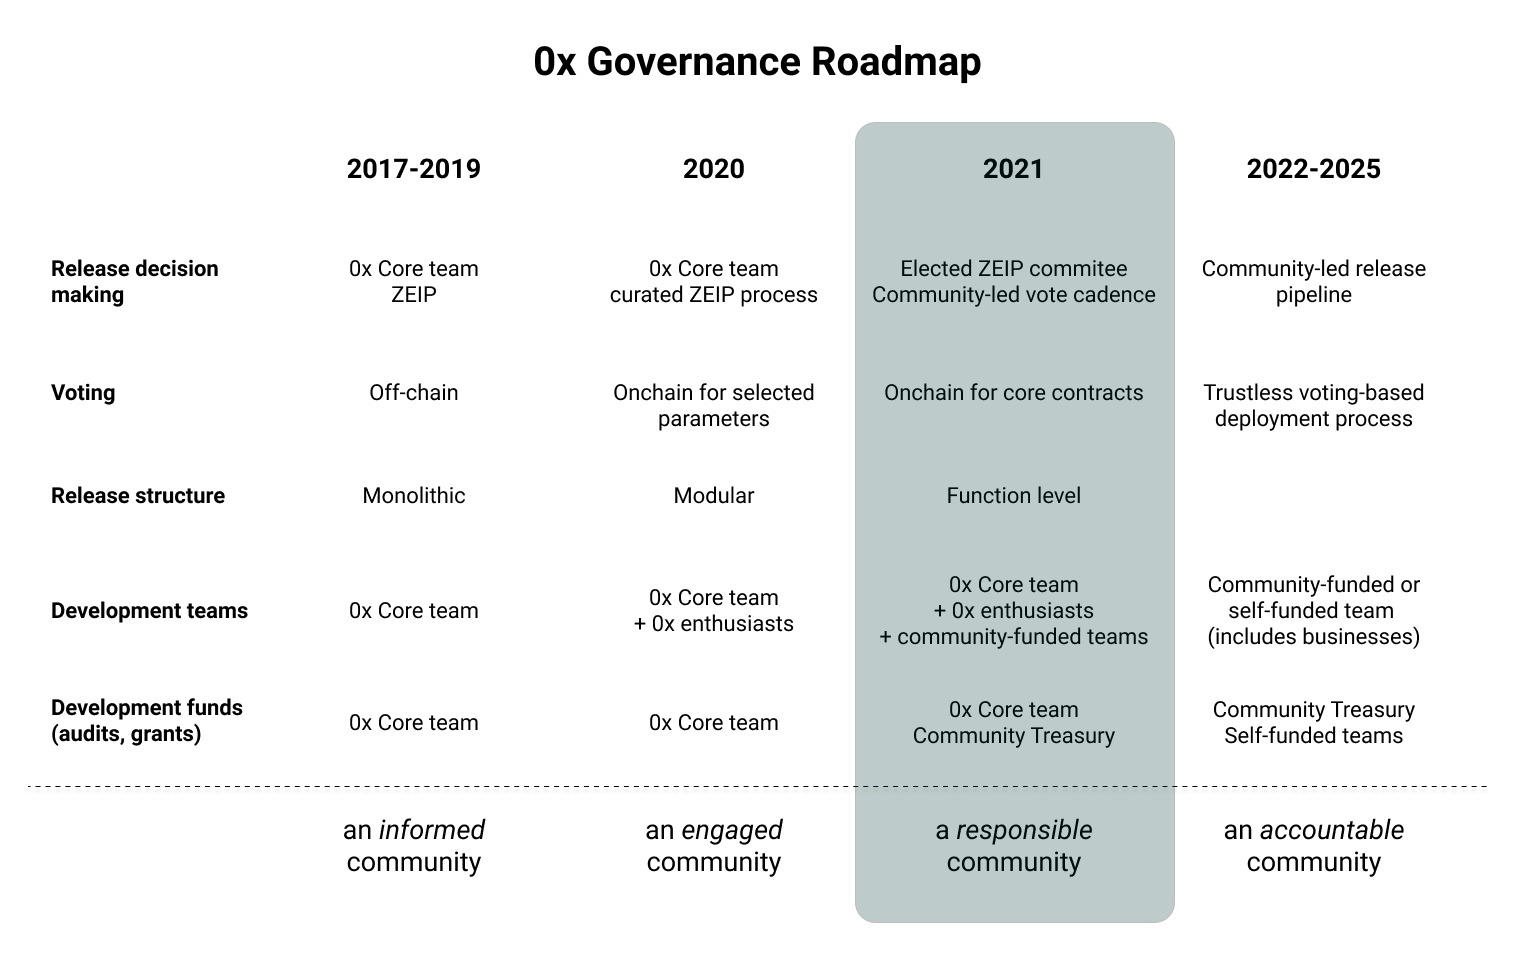 0x Governance Roadmap
2017-2019 2020 2021 2022-2025
Release decision making
0x Core team
ZEIP
0x Core team
curated ZEIP process
Elected ZEIP commitee
Community-led vote cadence
Community-led release
pipeline
Voting
Off-chain
Onchain for selected
parameters
Onchain for core contracts
Trustless voting-based
deployment process
Release structure
Monolithic
Modular
Function level
Development teams
0x Core team
0x Core team
+ 0x enthusiasts
0x Core team
+ 0x enthusiasts
+ community-funded teams
Community-funded or
self-funded team
(includes businesses)
Development funds
(audits, grants)
0x Core team
0x Core team
0x Core team
Community Treasury
Community Treasury
Self-funded teams
an informed
community
an engaged
community
a responsible
community
an accountable
community